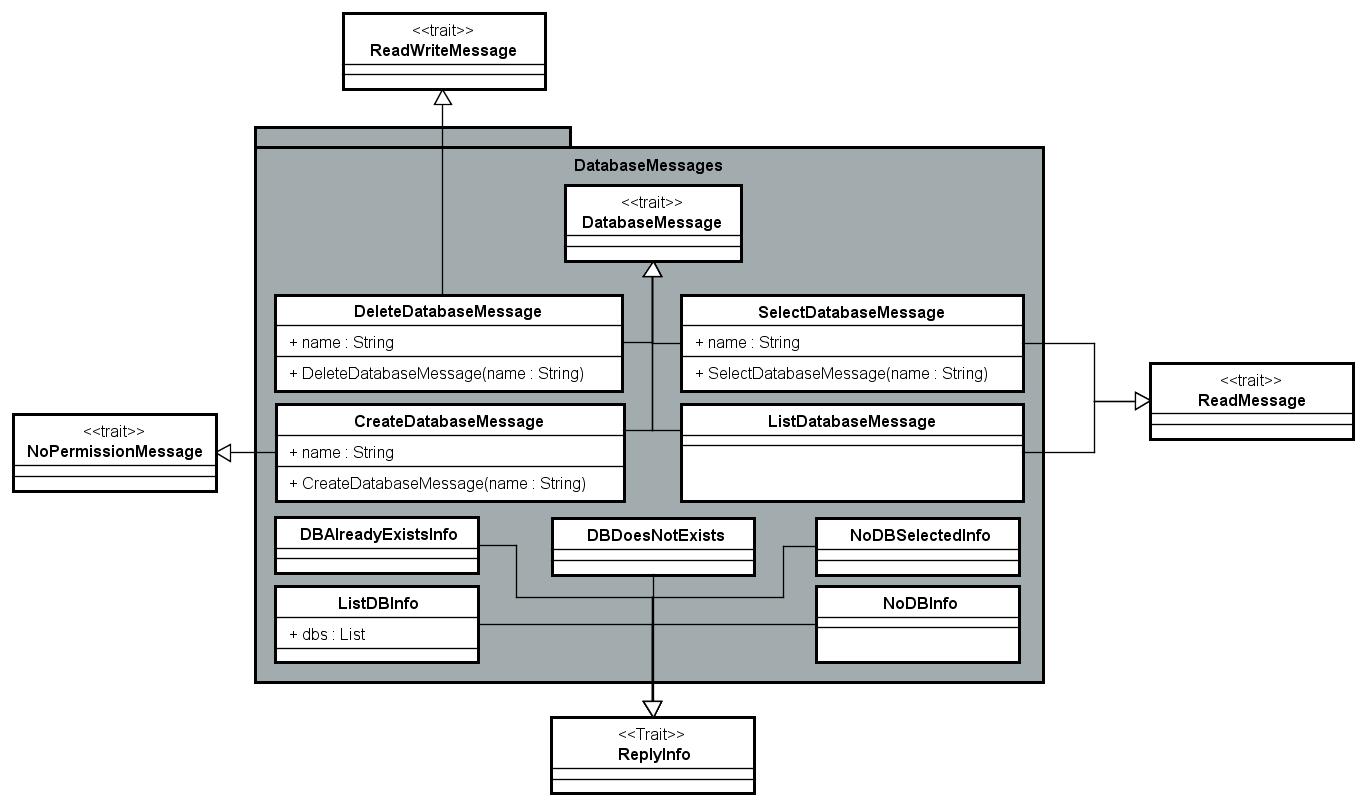 <<trait>>
ReadWriteMessage
DatabaseMessages
<<trait>>
DatabaseMessage
DeleteDatabaseMessage
+ name : String
+ DeleteDatabaseMessage(name : String)
SelectDatabaseMessage
+ name : String
+ SelectDatabaseMessage(name : String)
<<trait>>
ReadMessage
<<trait>>
NoPermissionMessage
CreateDatabaseMessage
+ name : String
+ CreateDatabaseMessage(name : String)
ListDatabaseMessage
DBAlreadyExistsInfo
DBDoesNotExists
NoDBSelectedInfo
ListDBInfo
+ dbs : List
NoDBInfo
<<Trait>>
ReplyInfo